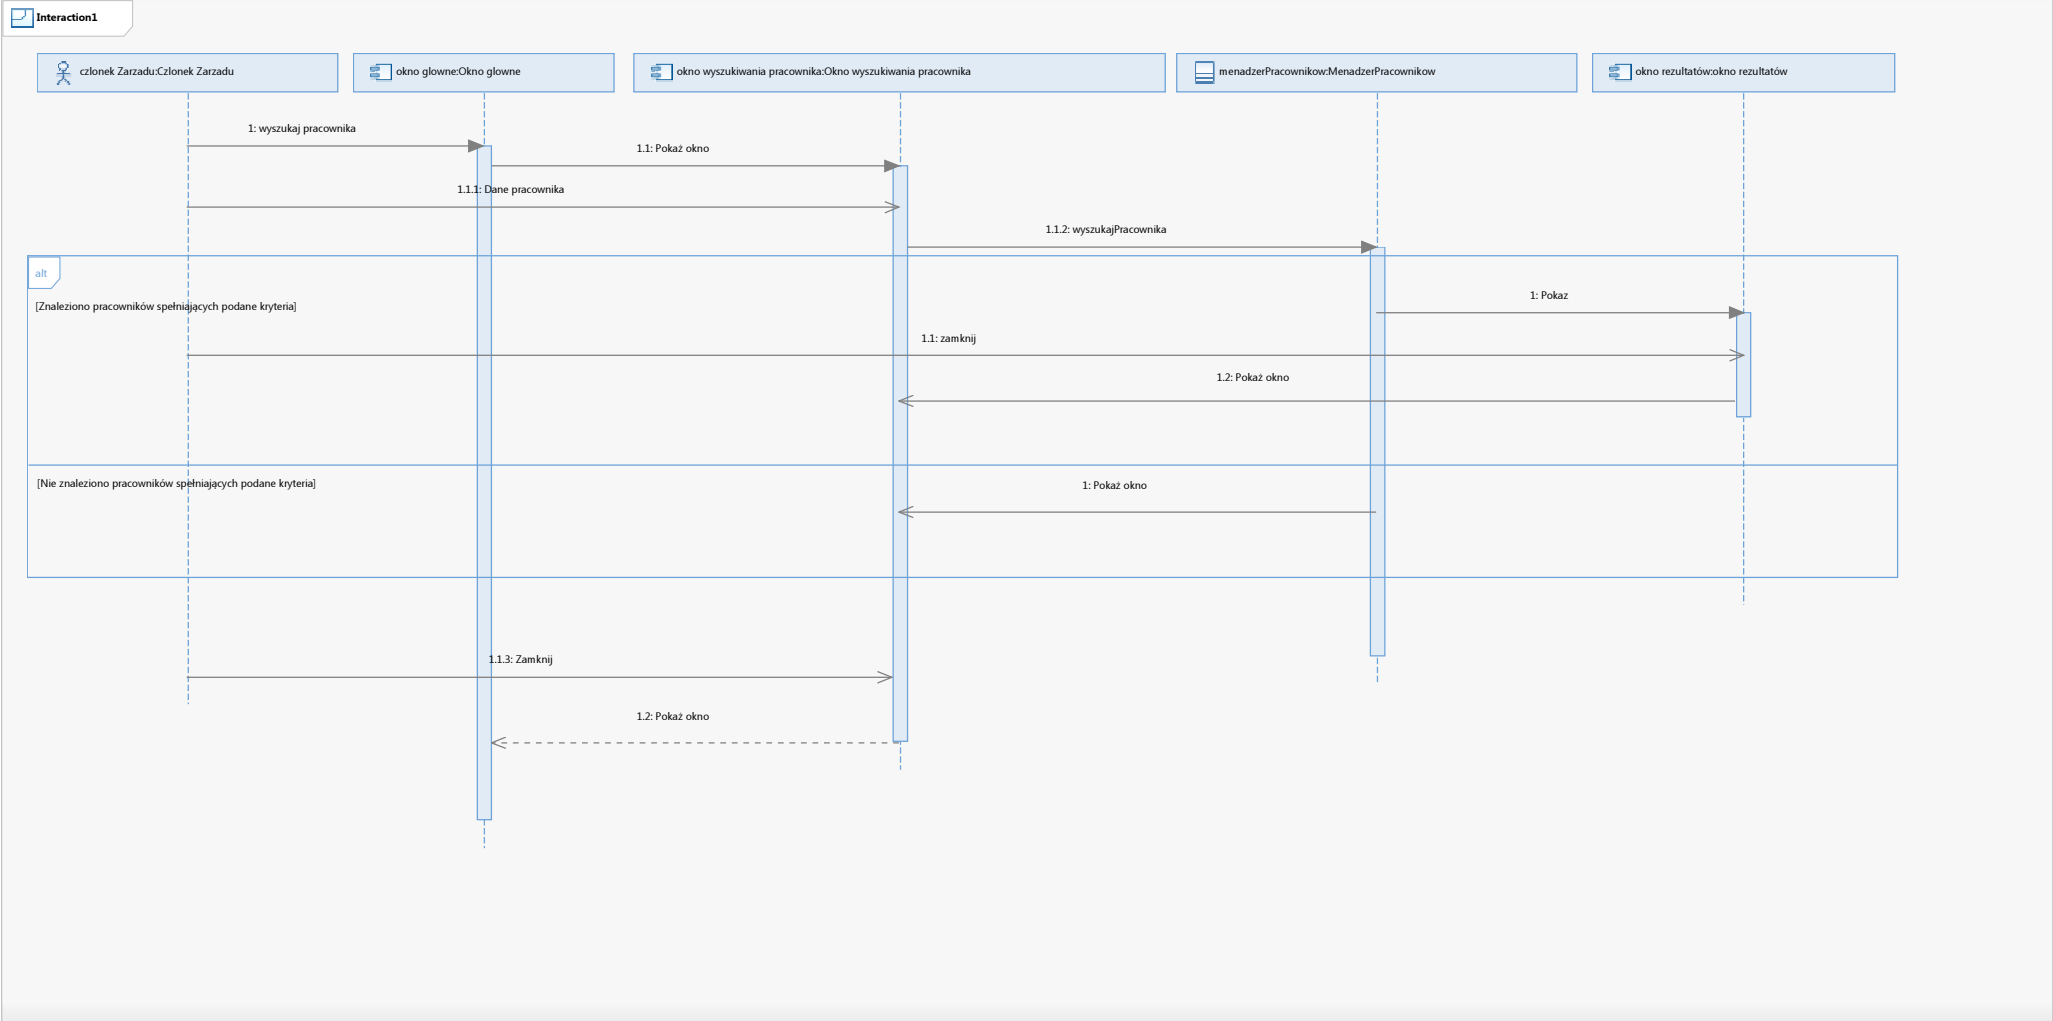 Interaction1
czlonek Zarzadu:Czlonek Zarzadu
okno glowne:Okno glowne
okno wyszukiwania pracownika:Okno wyszukiwania pracownika
menadzerPracownikow:MenadzerPracownikow
okno rezultatów:okno rezultatów
1: wyszukaj pracownika
1.1: Pokaż okno
1.1.1: Dane pracownika
1.1.2: wyszukajPracownika
alt
[Znaleziono pracowników spełniających podane kryteria]
1: Pokaz
1.1: zamknij
1.2: Pokaż okno
[Nie znaleziono pracowników spełniających podane kryteria]
1: Pokaż okno
1.1.3: Zamknij
1.2: Pokaż okno